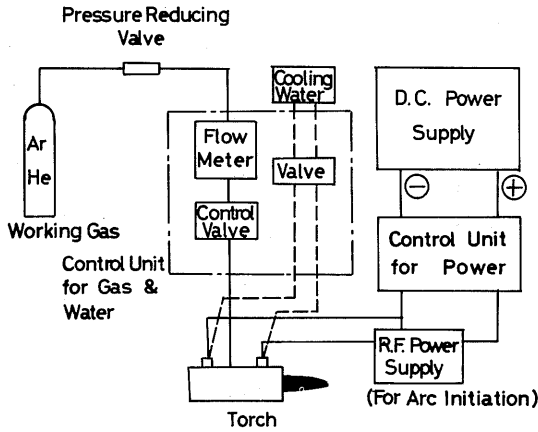 Pressure Reducing
Valve
Cooling
Water
D.C. Power
Supply
Ar
He
Flow
Meter
Valve
⊖
⊕
Working Gas
Control
Valve
Control Unit
for Power
Control Unit
for Gas &
Water
R.F. Power
Supply
(For Arc Initiation)
Torch